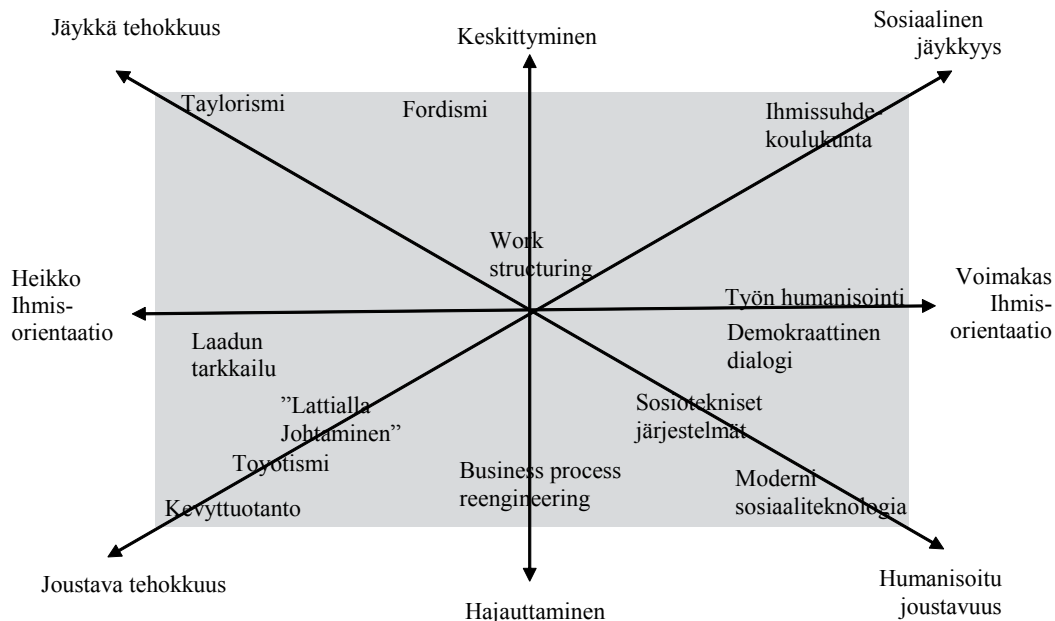 Jäykkä tehokkuus
Keskittyminen
Sosiaalinen
jäykkyys
Taylorismi
Fordismi
Ihmissuhde-
koulukunta
Work
structuring
Heikko
Ihmis-
orientaatio
Työn humanisointi
Voimakas
Ihmis-
orientaatio
Laadun
tarkkailu
Demokraattinen
dialogi
”Lattialla
Johtaminen”
Sosiotekniset
järjestelmät
Toyotismi
Business process
reengineering
Moderni
sosiaaliteknologia
Kevyttuotanto
Joustava tehokkuus
Hajauttaminen
Humanisoitu
joustavuus